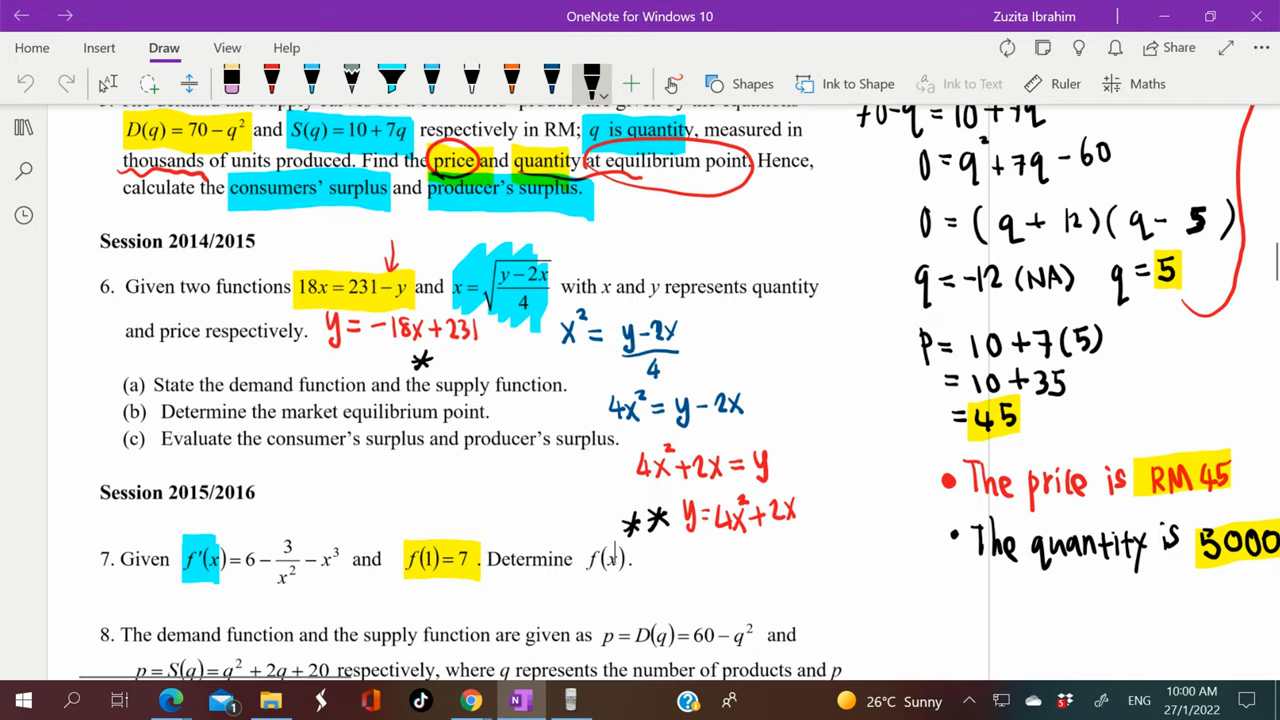 OneNote for Windows 10
Zuzita Ibrahim
Home Insert Draw View Help
Share
Shapes
Ink to Shape
Ink to Text
Ruler
Maths
D(q) = 70 − q² and S(q) = 10 + 7q respectively in RM; q is quantity, measured in
thousands of units produced. Find the price and quantity at equilibrium point. Hence,
calculate the consumers' surplus and producer's surplus.
Session 2014/2015
6. Given two functions 18x = 231 − y and x = √((y − 2x)/4) with x and y represents quantity
and price respectively.
y = −18x + 231
*
x² = (y − 2x)/4
4x² = y − 2x
4x² + 2x = y
** y = 4x² + 2x
(a) State the demand function and the supply function.
(b) Determine the market equilibrium point.
(c) Evaluate the consumer's surplus and producer's surplus.
Session 2015/2016
7. Given f'(x) = 6 − 3/x² − x³ and f(1) = 7 . Determine f(x).
8. The demand function and the supply function are given as p = D(q) = 60 − q² and
p = S(q) = q² + 2q + 20 respectively, where q represents the number of products and p
0 = q² + 7q − 60
0 = (q + 12)(q − 5)
q = −12 (NA) q = 5
P = 10 + 7(5)
= 10 + 35
= 45
• The price is RM 45
• The quantity is 5000
26°C Sunny
ENG
10:00 AM
27/1/2022